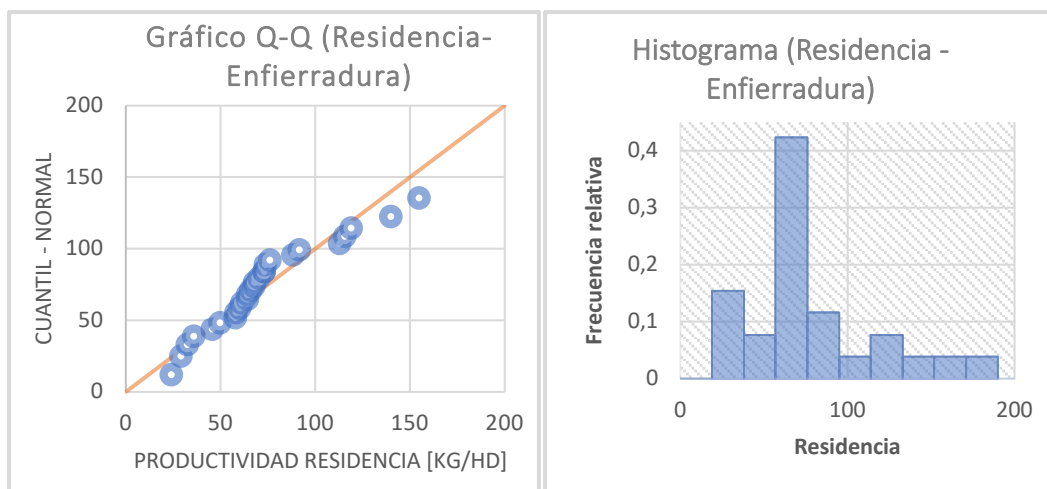 Gráfico Q-Q (Residencia-
Enfierradura)
200
150
100
50
0
0 50 100 150 200
CUANTIL - NORMAL
PRODUCTIVIDAD RESIDENCIA [KG/HD]
Histograma (Residencia -
Enfierradura)
0,4
0,3
0,2
0,1
0
0 100 200
Frecuencia relativa
Residencia